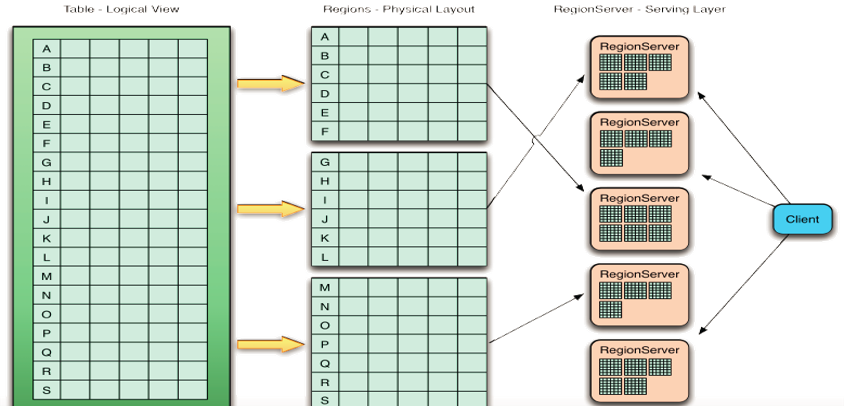 Table - Logical View
A
B
C
D
E
F
G
H
I
J
K
L
M
N
O
P
Q
R
S
Regions - Physical Layout
A
B
C
D
E
F
G
H
I
J
K
L
M
N
O
P
Q
R
S
RegionServer - Serving Layer
RegionServer
RegionServer
RegionServer
RegionServer
RegionServer
Client